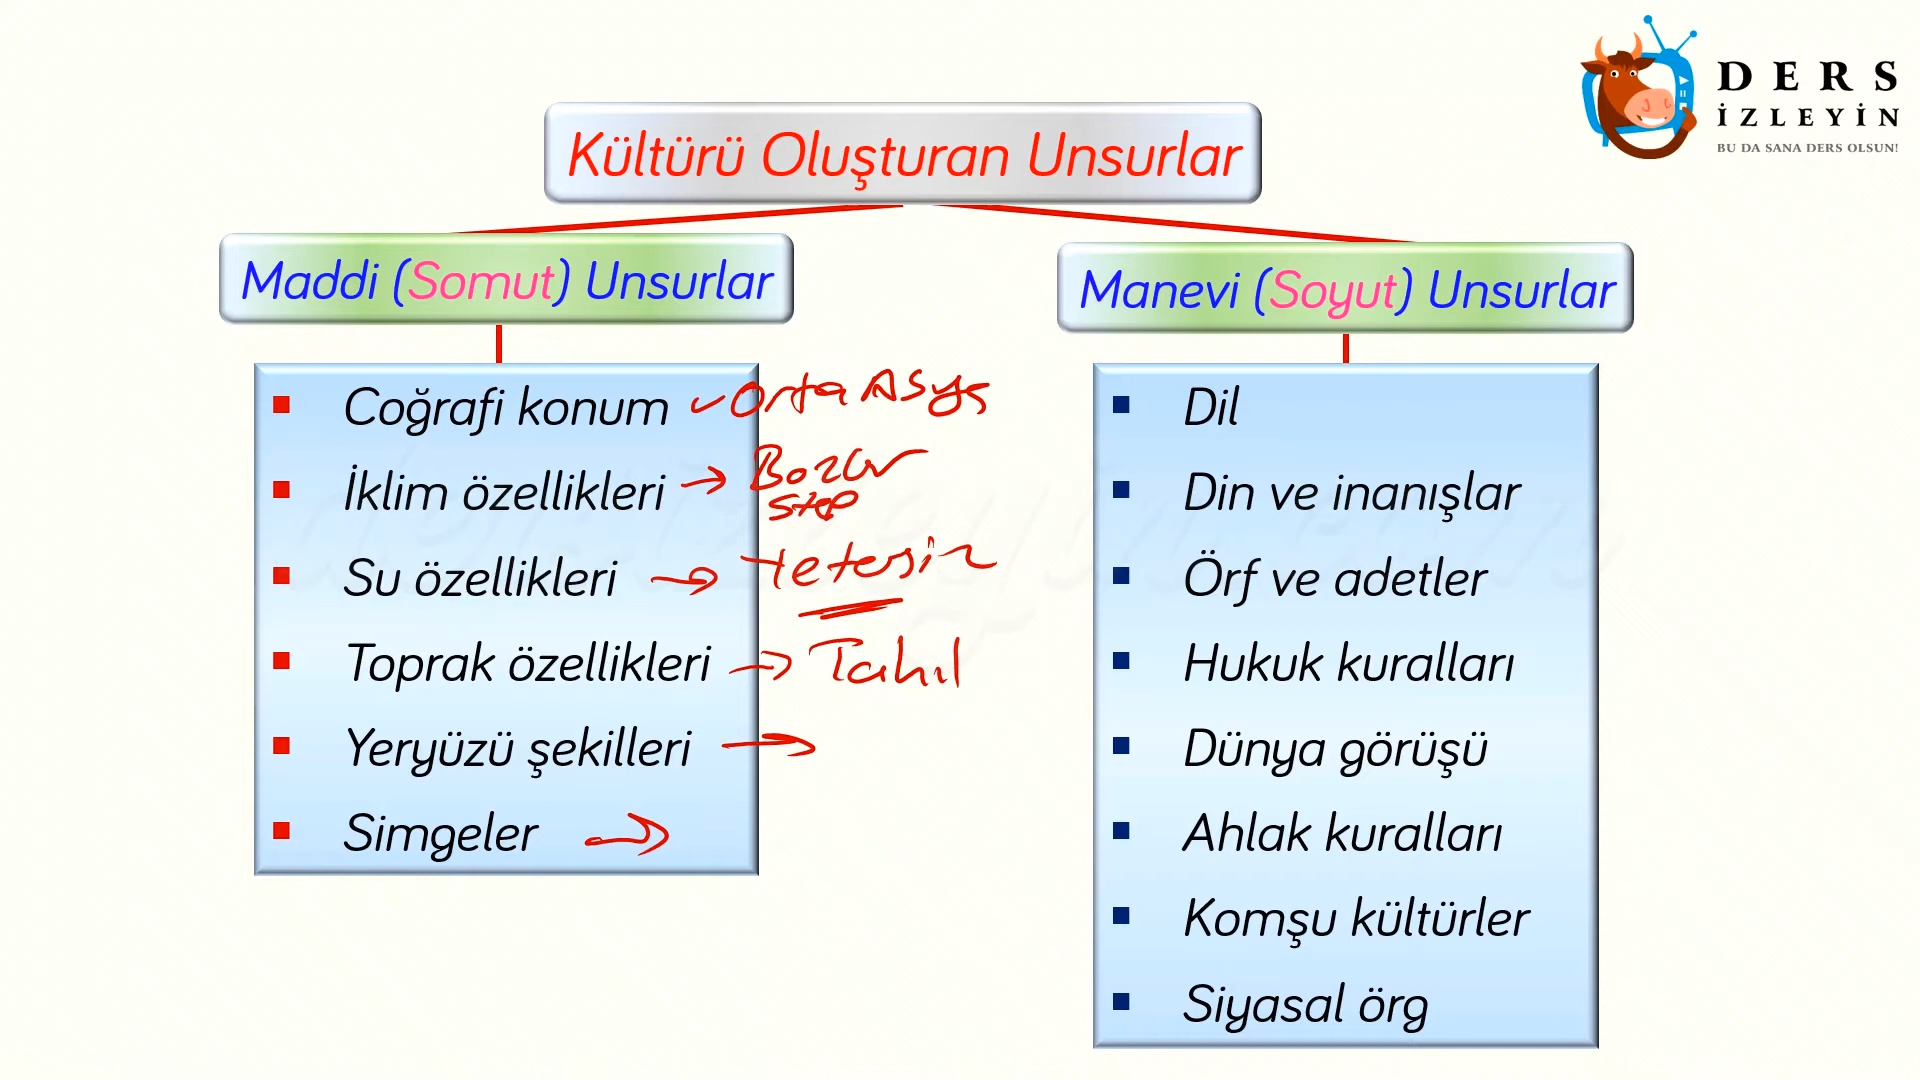 DERS
İZLEYİN
BU DA SANA DERS OLSUN!
Kültürü Oluşturan Unsurlar
Maddi (Somut) Unsurlar
Coğrafi konum Orta Asya
İklim özellikleri → Bozkır
step
Su özellikleri → Yetersiz
Toprak özellikleri → Tahıl
Yeryüzü şekilleri →
Simgeler →
Manevi (Soyut) Unsurlar
Dil
Din ve inanışlar
Örf ve adetler
Hukuk kuralları
Dünya görüşü
Ahlak kuralları
Komşu kültürler
Siyasal örg